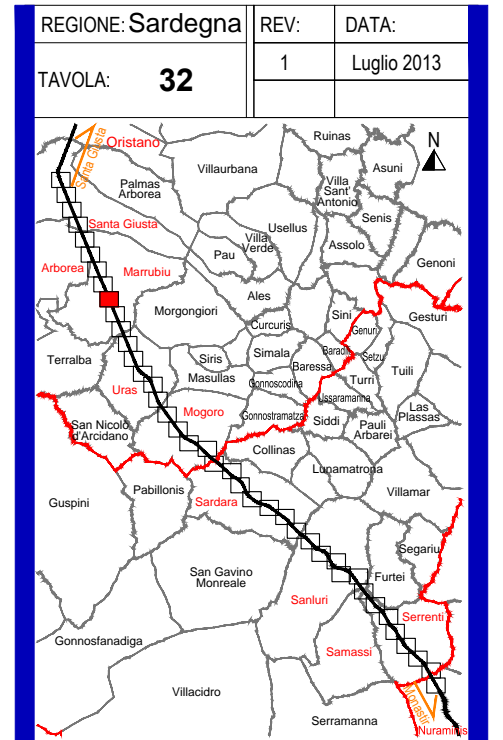 REGIONE: Sardegna
REV:
DATA:
TAVOLA: 32
1
Luglio 2013
N
Santa Giusta
Oristano
Ruinas
Villaurbana
Asuni
Palmas
Arborea
Villa
Sant'
Antonio
Senis
Santa Giusta
Usellus
Villa
Verde
Assolo
Pau
Genoni
Arborea
Marrubiu
Ales
Morgongiori
Sini
Gesturi
Curcuris
Genuri
Terralba
Siris
Simala
Baradili
Setzu
Masullas
Baressa
Tuili
Uras
Gonnoscodina
Turri
Ussaramanna
Mogoro
Gonnostramatza
Siddi
Las
Plassas
San Nicolò
d'Arcidano
Pauli
Arbarei
Collinas
Lunamatrona
Pabillonis
Villamar
Guspini
Sardara
Segariu
San Gavino
Monreale
Furtei
Sanluri
Serrenti
Gonnosfanadiga
Samassi
Villacidro
Monastir
Serramanna
Nuraminis